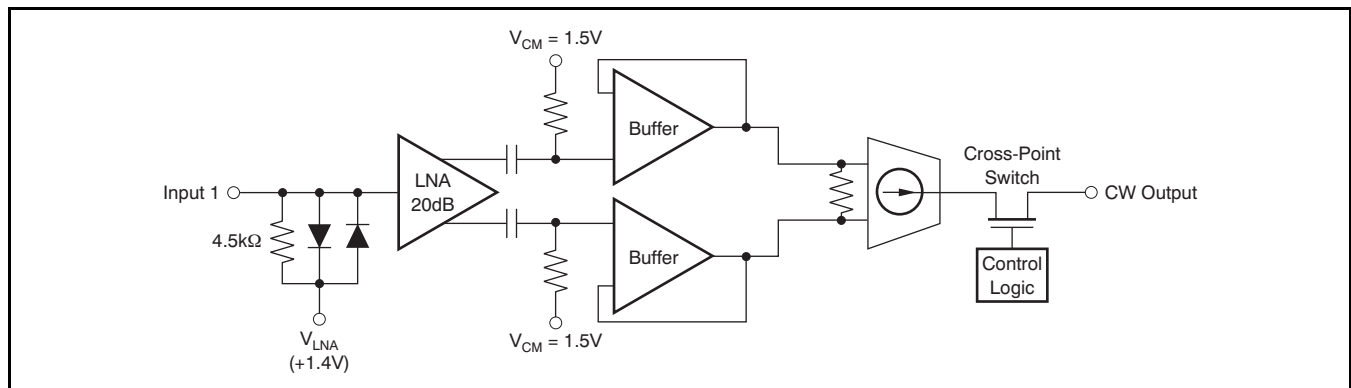 V_CM = 1.5V
Buffer
Cross-Point
Switch
Input 1
LNA
20dB
CW Output
4.5kΩ
Buffer
Control
Logic
V_LNA
(+1.4V)
V_CM = 1.5V